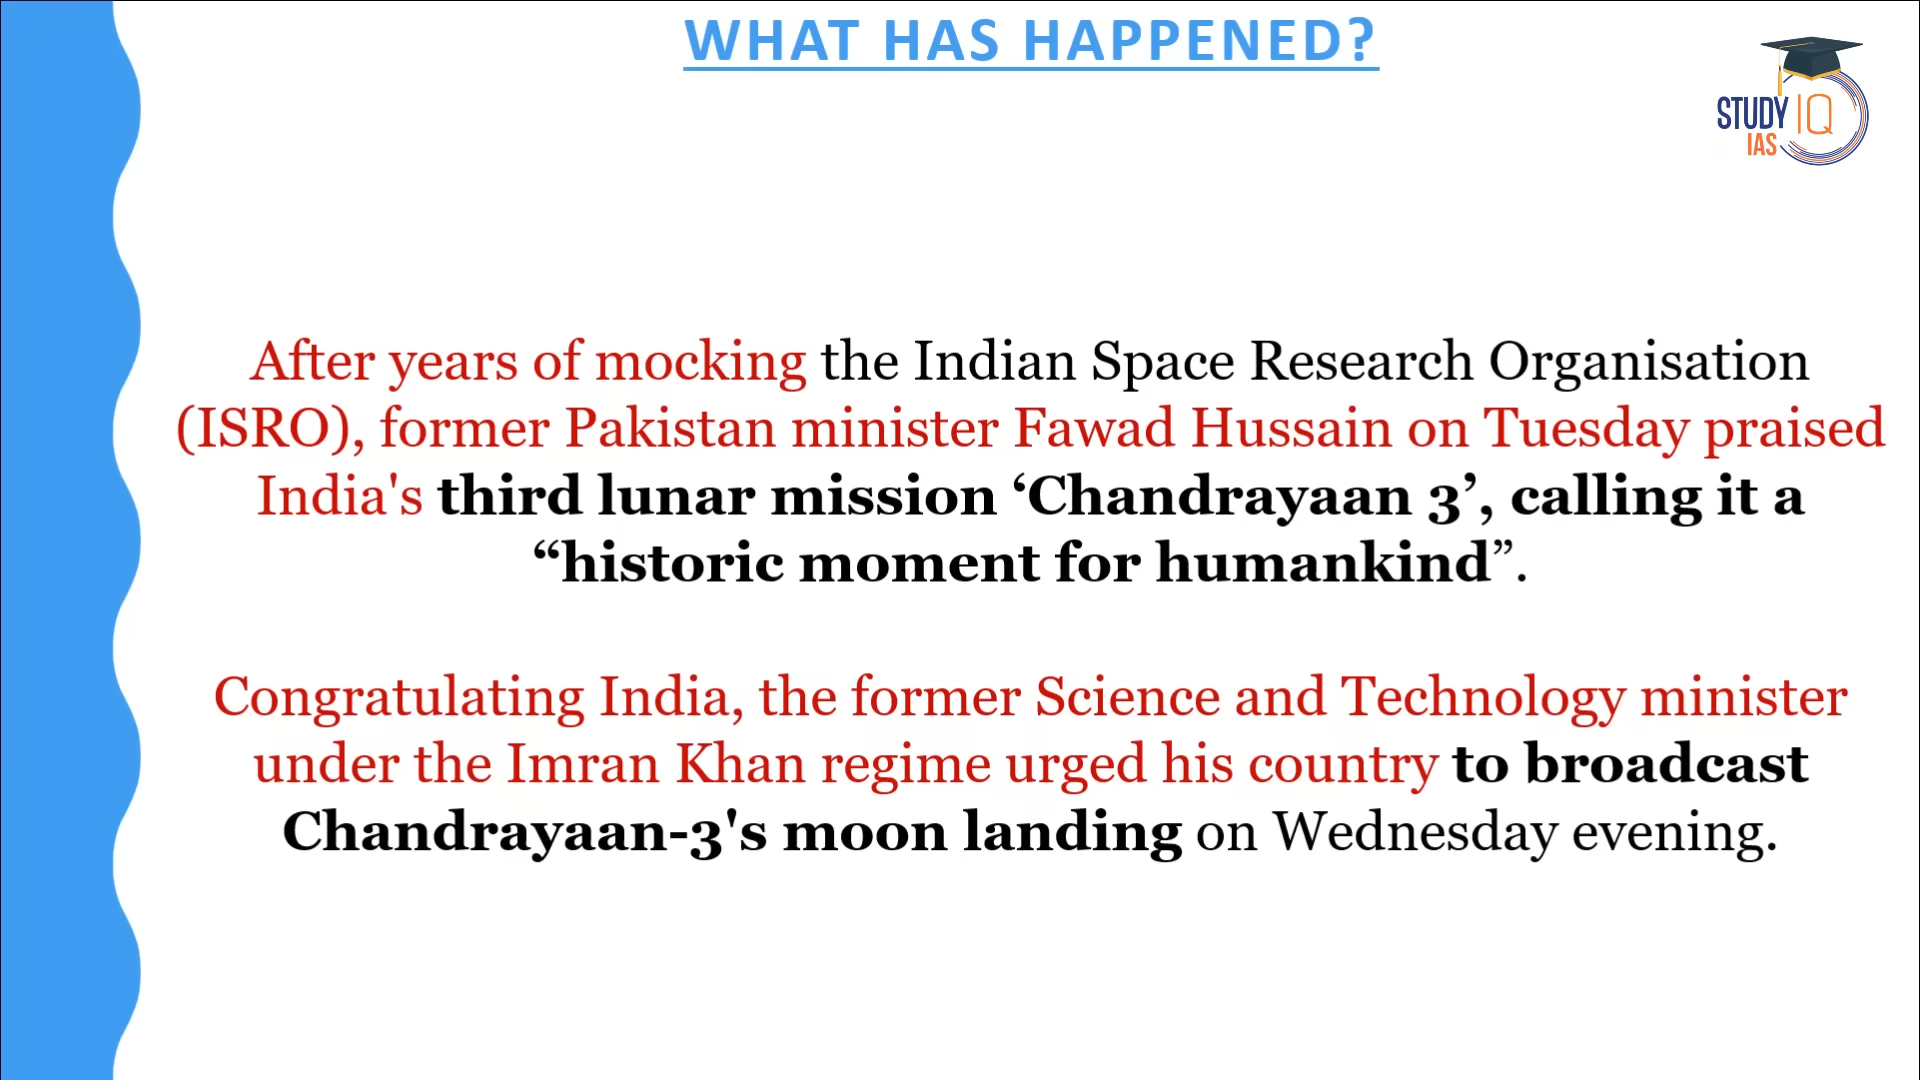 WHAT HAS HAPPENED?
STUDY IQ
IAS
After years of mocking the Indian Space Research Organisation
(ISRO), former Pakistan minister Fawad Hussain on Tuesday praised
India's third lunar mission ‘Chandrayaan 3’, calling it a
“historic moment for humankind”.
Congratulating India, the former Science and Technology minister
under the Imran Khan regime urged his country to broadcast
Chandrayaan-3's moon landing on Wednesday evening.